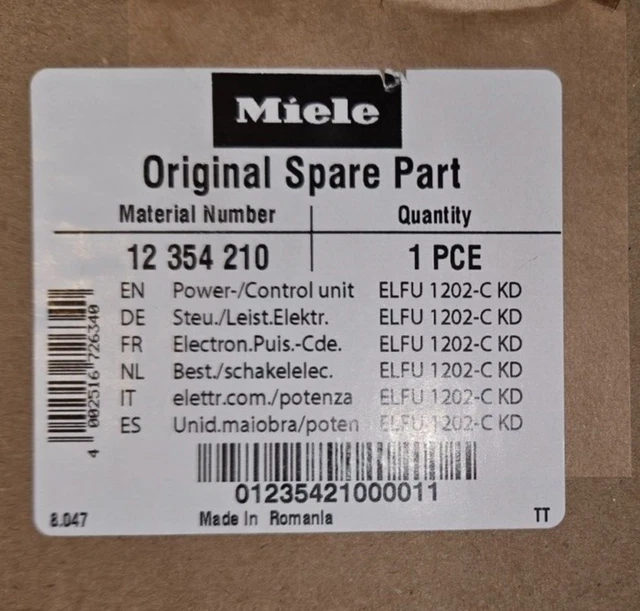 Miele
Original Spare Part
Material Number Quantity
12 354 210 1 PCE
EN Power-/Control unit ELFU 1202-C KD
DE Steu./Leist.Elektr. ELFU 1202-C KD
FR Electron.Puis.-Cde. ELFU 1202-C KD
NL Best./schakelelec. ELFU 1202-C KD
IT elettr.com./potenza ELFU 1202-C KD
ES Unid.maiobra/poten ELFU 1202-C KD
4 002516 726340
01235421000011
8.047 Made In Romania TT